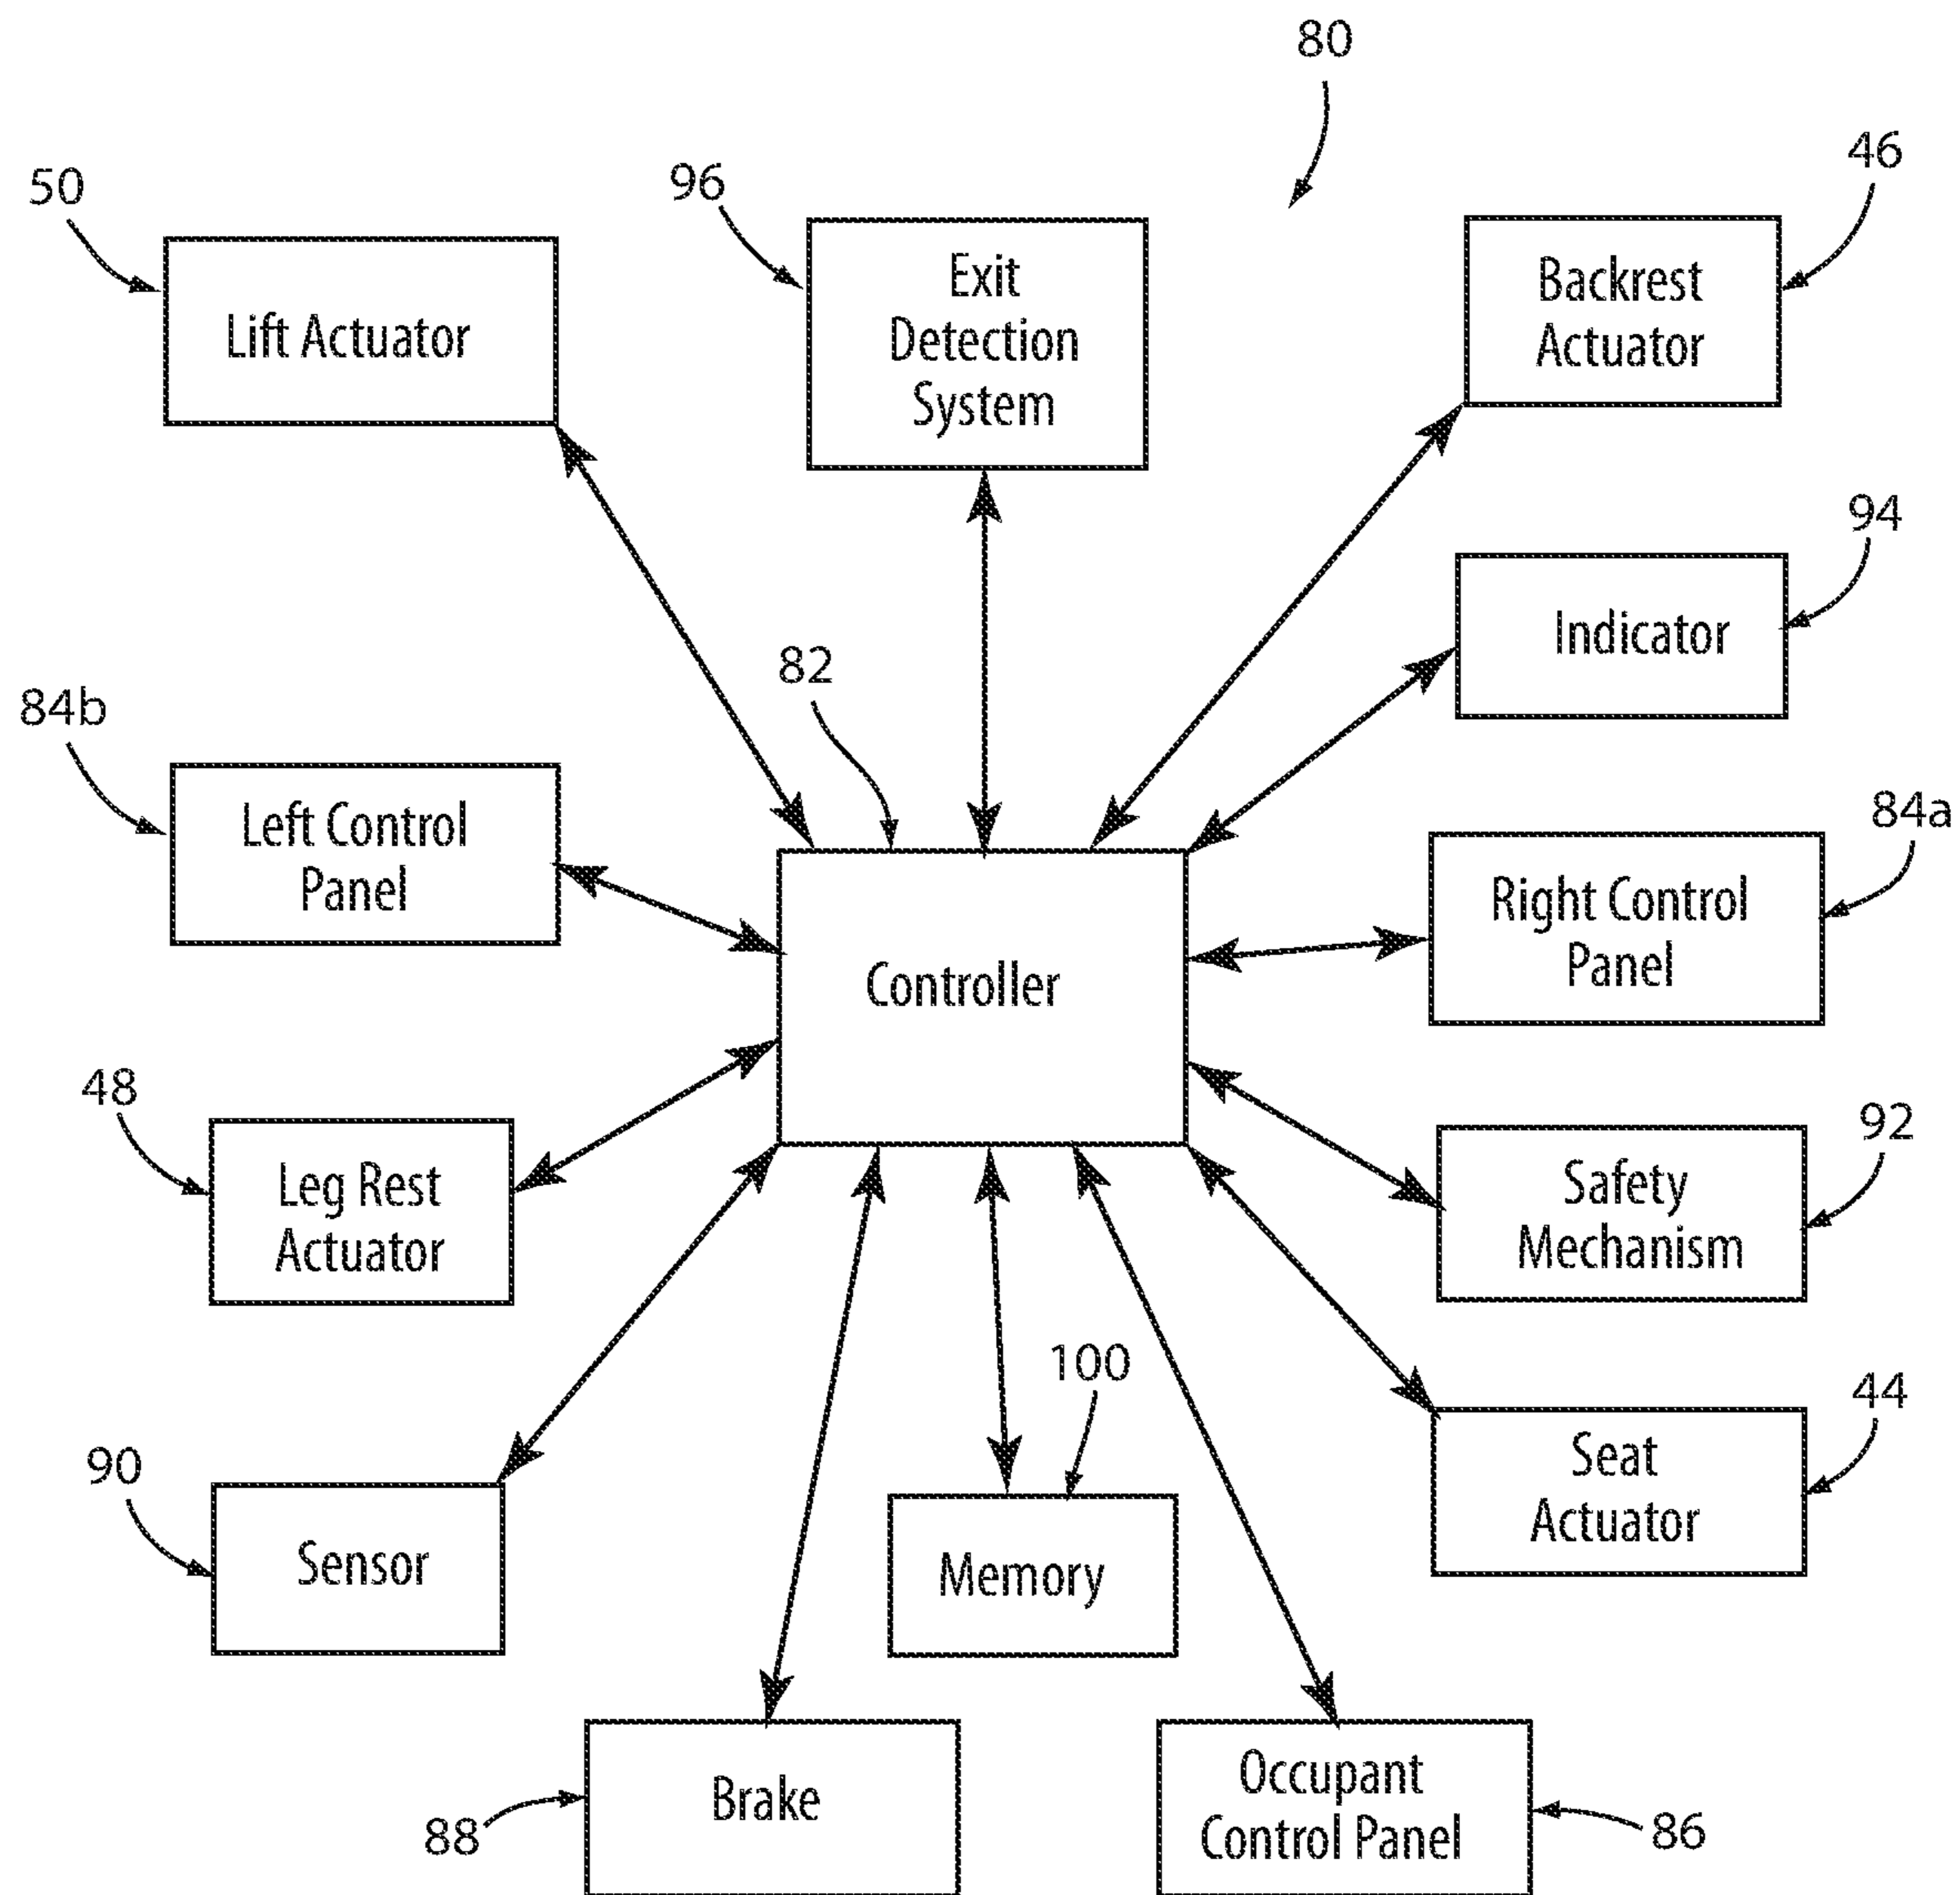 80
50
96
46
Lift Actuator
Exit
Detection
System
Backrest
Actuator
94
Indicator
82
84b
Left Control
Panel
84a
Right Control
Panel
Controller
48
Leg Rest
Actuator
92
Safety
Mechanism
100
44
Seat
Actuator
90
Sensor
Memory
88
Brake
Occupant
Control Panel
86